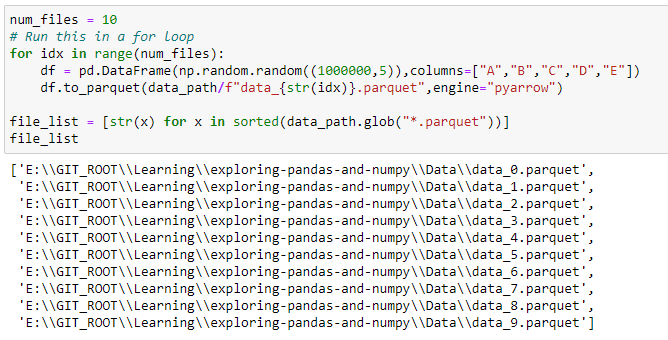 num_files = 10
# Run this in a for loop
for idx in range(num_files):
    df = pd.DataFrame(np.random.random((1000000,5)),columns=["A","B","C","D","E"])
    df.to_parquet(data_path/f"data_{str(idx)}.parquet",engine="pyarrow")
file_list = [str(x) for x in sorted(data_path.glob("*.parquet"))]
file_list
['E:\\GIT_ROOT\\Learning\\exploring-pandas-and-numpy\\Data\\data_0.parquet',
 'E:\\GIT_ROOT\\Learning\\exploring-pandas-and-numpy\\Data\\data_1.parquet',
 'E:\\GIT_ROOT\\Learning\\exploring-pandas-and-numpy\\Data\\data_2.parquet',
 'E:\\GIT_ROOT\\Learning\\exploring-pandas-and-numpy\\Data\\data_3.parquet',
 'E:\\GIT_ROOT\\Learning\\exploring-pandas-and-numpy\\Data\\data_4.parquet',
 'E:\\GIT_ROOT\\Learning\\exploring-pandas-and-numpy\\Data\\data_5.parquet',
 'E:\\GIT_ROOT\\Learning\\exploring-pandas-and-numpy\\Data\\data_6.parquet',
 'E:\\GIT_ROOT\\Learning\\exploring-pandas-and-numpy\\Data\\data_7.parquet',
 'E:\\GIT_ROOT\\Learning\\exploring-pandas-and-numpy\\Data\\data_8.parquet',
 'E:\\GIT_ROOT\\Learning\\exploring-pandas-and-numpy\\Data\\data_9.parquet']